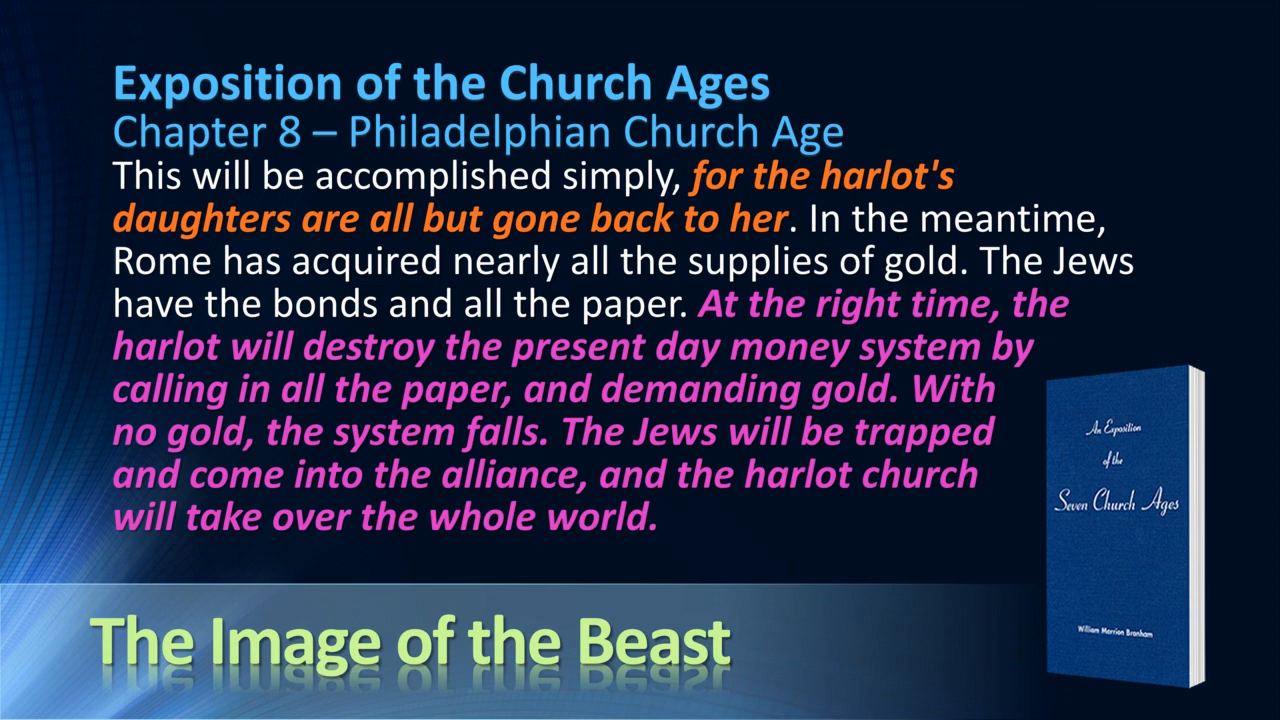 Exposition of the Church Ages
Chapter 8 – Philadelphian Church Age
This will be accomplished simply, for the harlot's
daughters are all but gone back to her. In the meantime,
Rome has acquired nearly all the supplies of gold. The Jews
have the bonds and all the paper. At the right time, the
harlot will destroy the present day money system by
calling in all the paper, and demanding gold. With
no gold, the system falls. The Jews will be trapped
and come into the alliance, and the harlot church
will take over the whole world.
An Exposition
of the
Seven Church Ages
William Marrion Branham
The Image of the Beast